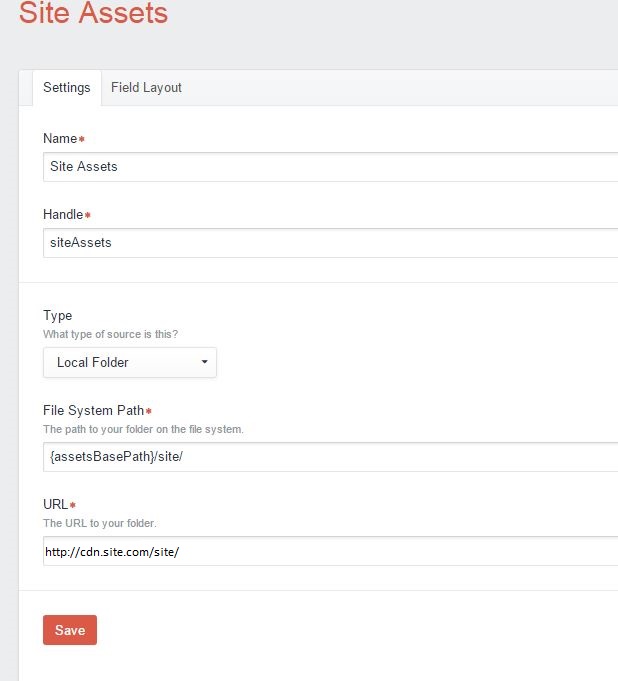 Site Assets
Settings Field Layout
Name*
Site Assets
Handle*
siteAssets
Type
What type of source is this?
Local Folder
File System Path*
The path to your folder on the file system.
{assetsBasePath}/site/
URL*
The URL to your folder.
http://cdn.site.com/site/
Save